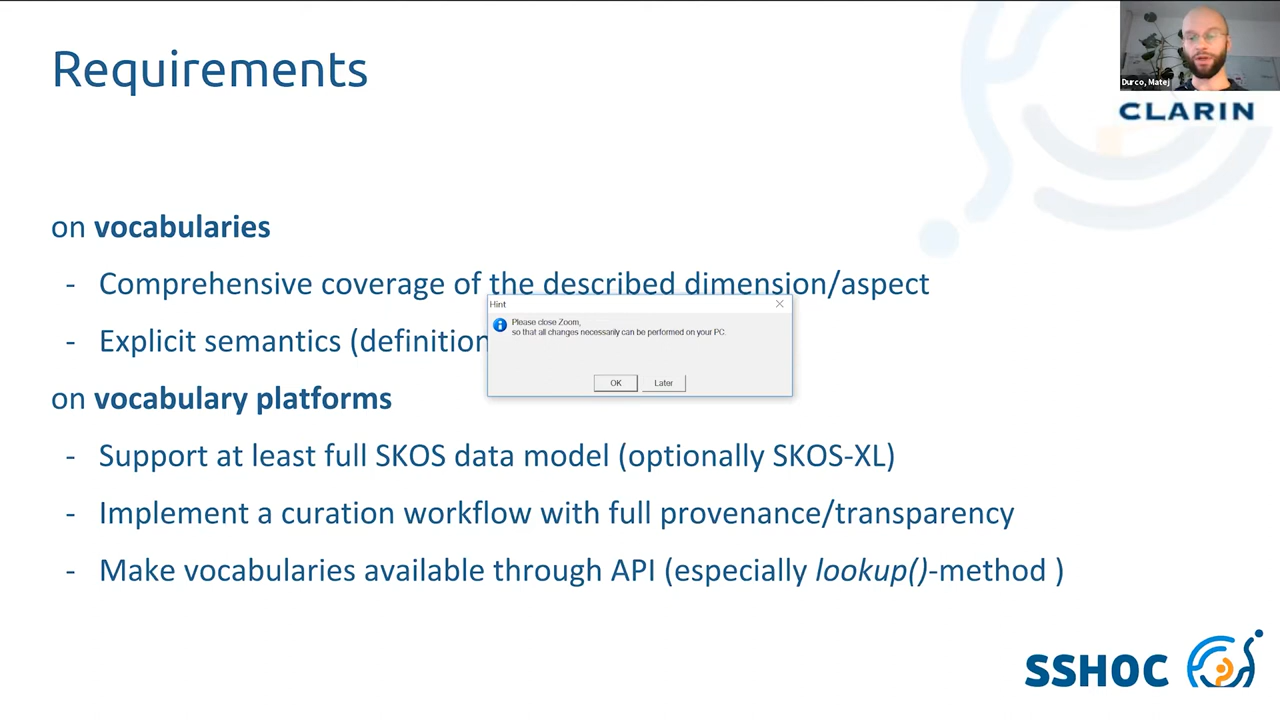 Requirements
Durco, Matej
CLARIN
on vocabularies
- Comprehensive coverage of the described dimension/aspect
- Explicit semantics (definition
Hint
Please close Zoom,
so that all changes necessarily can be performed on your PC.
OK Later
on vocabulary platforms
- Support at least full SKOS data model (optionally SKOS-XL)
- Implement a curation workflow with full provenance/transparency
- Make vocabularies available through API (especially lookup()-method )
SSHOC